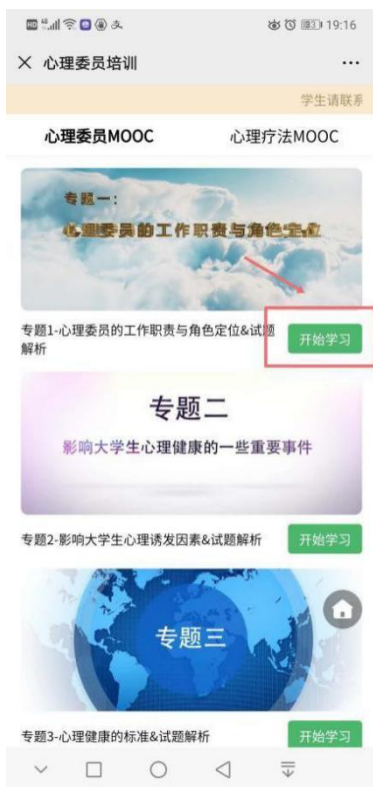 19:16
心理委员培训
学生请联系
心理委员MOOC
心理疗法MOOC
专题一:
心理委员的工作职责与角色定位
专题1-心理委员的工作职责与角色定位&试题
解析
开始学习
专题二
影响大学生心理健康的一些重要事件
专题2-影响大学生心理诱发因素&试题解析
开始学习
专题三
专题3-心理健康的标准&试题解析
开始学习